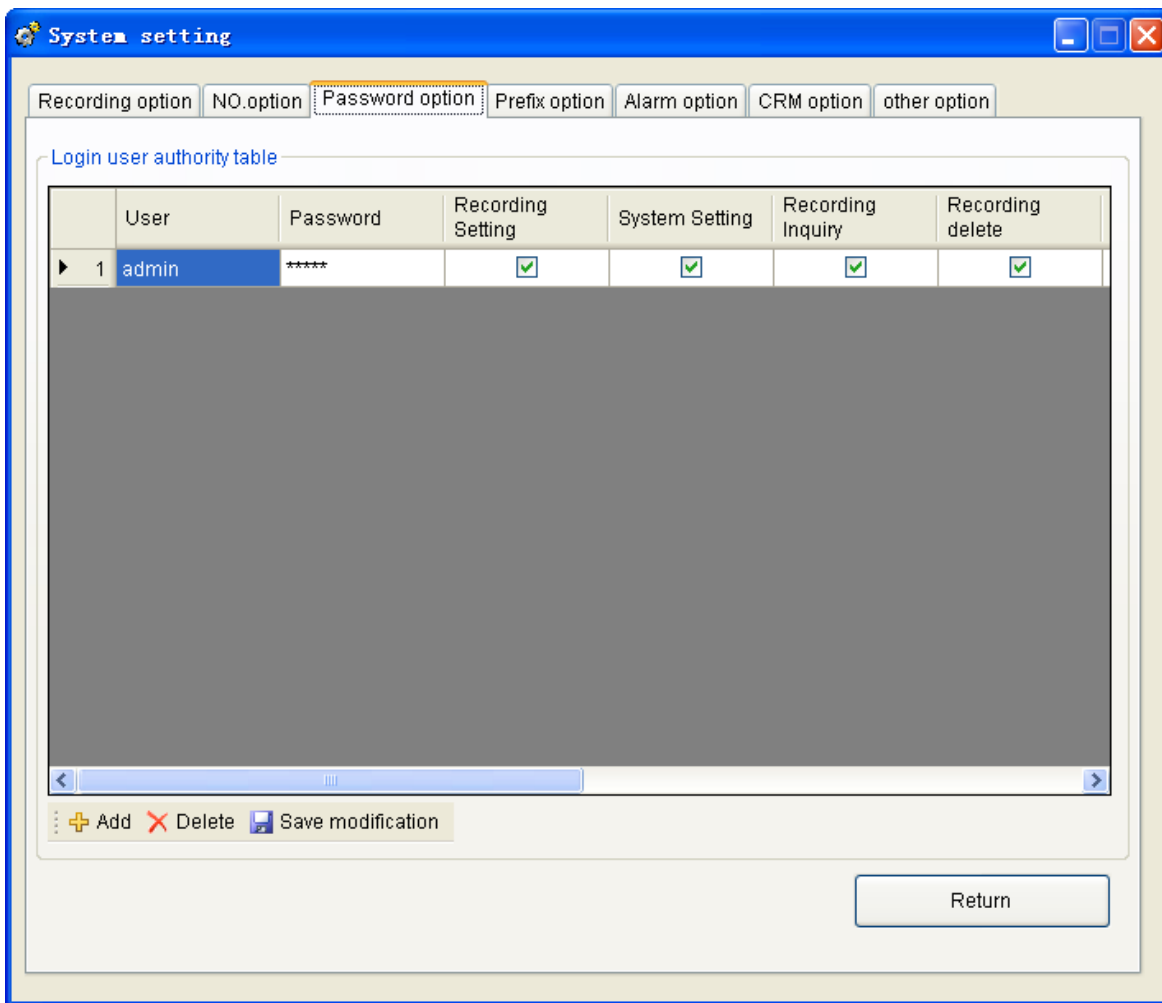 System setting
Recording option NO.option Password option Prefix option Alarm option CRM option other option
Login user authority table
User Password Recording Setting System Setting Recording Inquiry Recording delete
1 admin ***** 
Add Delete Save modification
Return